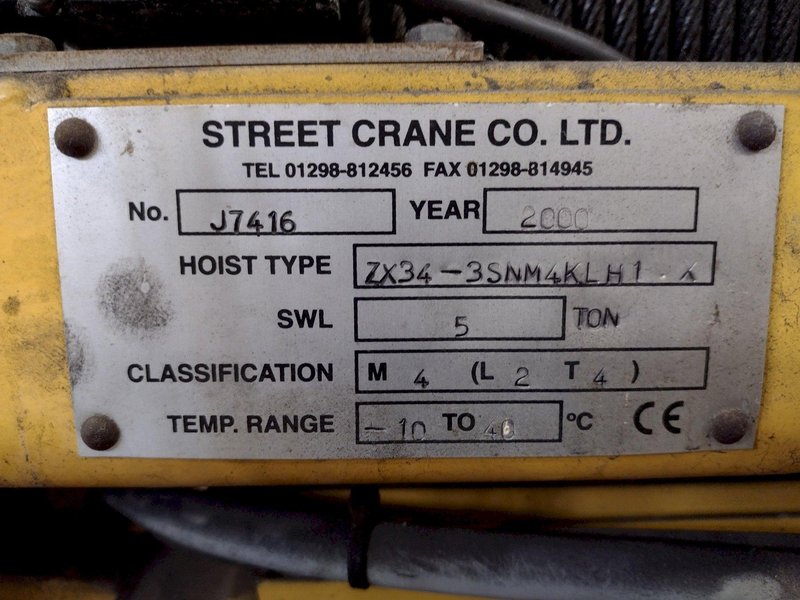 STREET CRANE CO. LTD.
TEL 01298-812456 FAX 01298-814945
No. J7416 YEAR 2000
HOIST TYPE ZX34-3SNM4KLH1.X
SWL 5 TON
CLASSIFICATION M 4 (L 2 T 4)
TEMP. RANGE -10 TO 40 °C CE